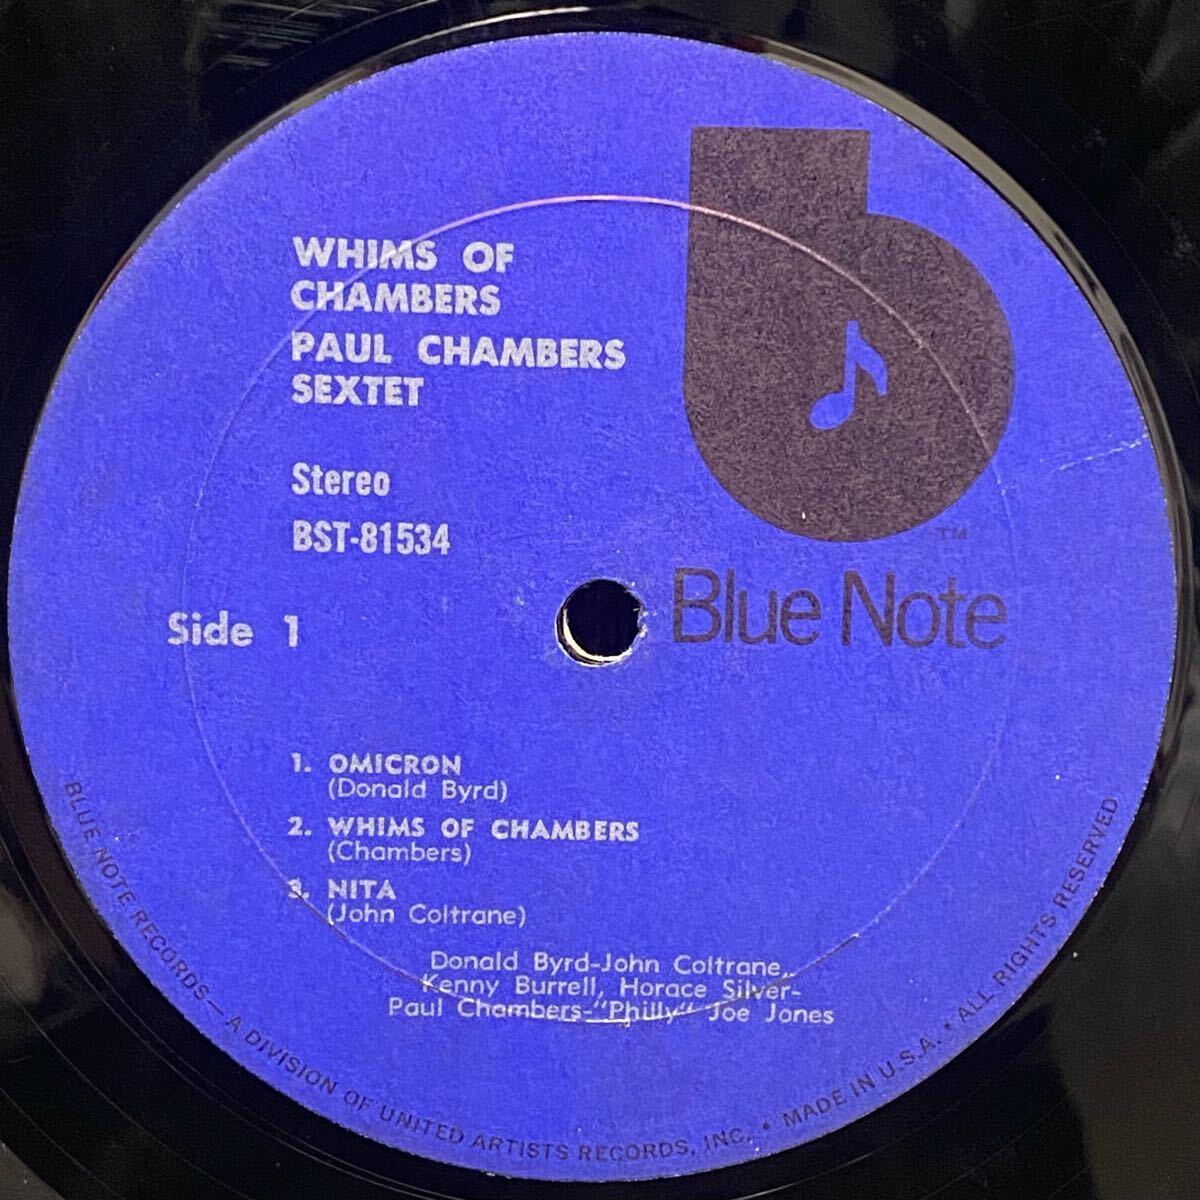 WHIMS OF
CHAMBERS
PAUL CHAMBERS
SEXTET
Stereo
BST-81534
Side 1
TM
Blue Note
1. OMICRON
(Donald Byrd)
2. WHIMS OF CHAMBERS
(Chambers)
3. NITA
(John Coltrane)
Donald Byrd-John Coltrane,
Kenny Burrell, Horace Silver-
Paul Chambers-"Philly" Joe Jones
BLUE NOTE RECORDS—A DIVISION OF UNITED ARTISTS RECORDS, INC. • MADE IN U.S.A. • ALL RIGHTS RESERVED